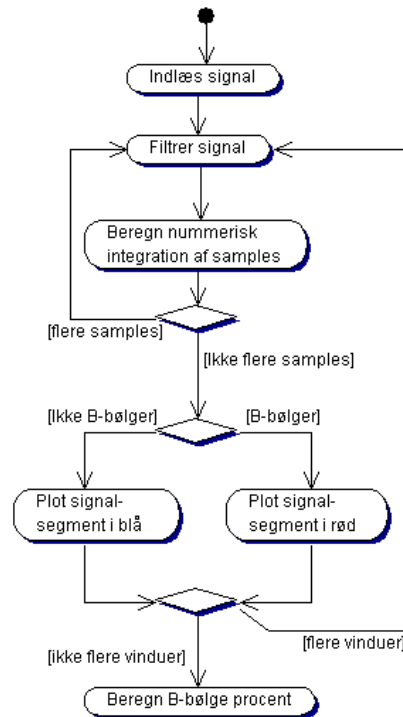 Indlæs signal
Filtrer signal
Beregn nummerisk
integration af samples
[flere samples]
[Ikke flere samples]
[Ikke B-bølger]
[B-bølger]
Plot signal-
segment i blå
Plot signal-
segment i rød
[flere vinduer]
[ikke flere vinduer]
Beregn B-bølge procent